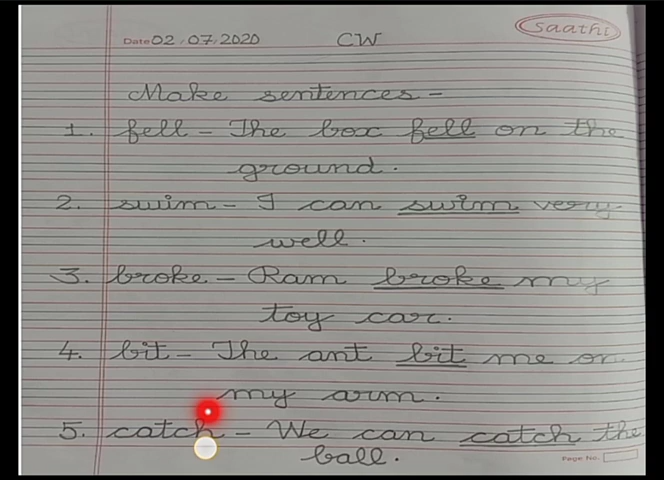 saathi
Date 02.07.2020 CW
Make sentences -
1. fell - The box fell on the
ground.
2. swim - I can swim very
well.
3. broke - Ram broke my
toy car.
4. bit - The ant bit me on
my arm.
5. catch - We can catch the
ball.
Page No.